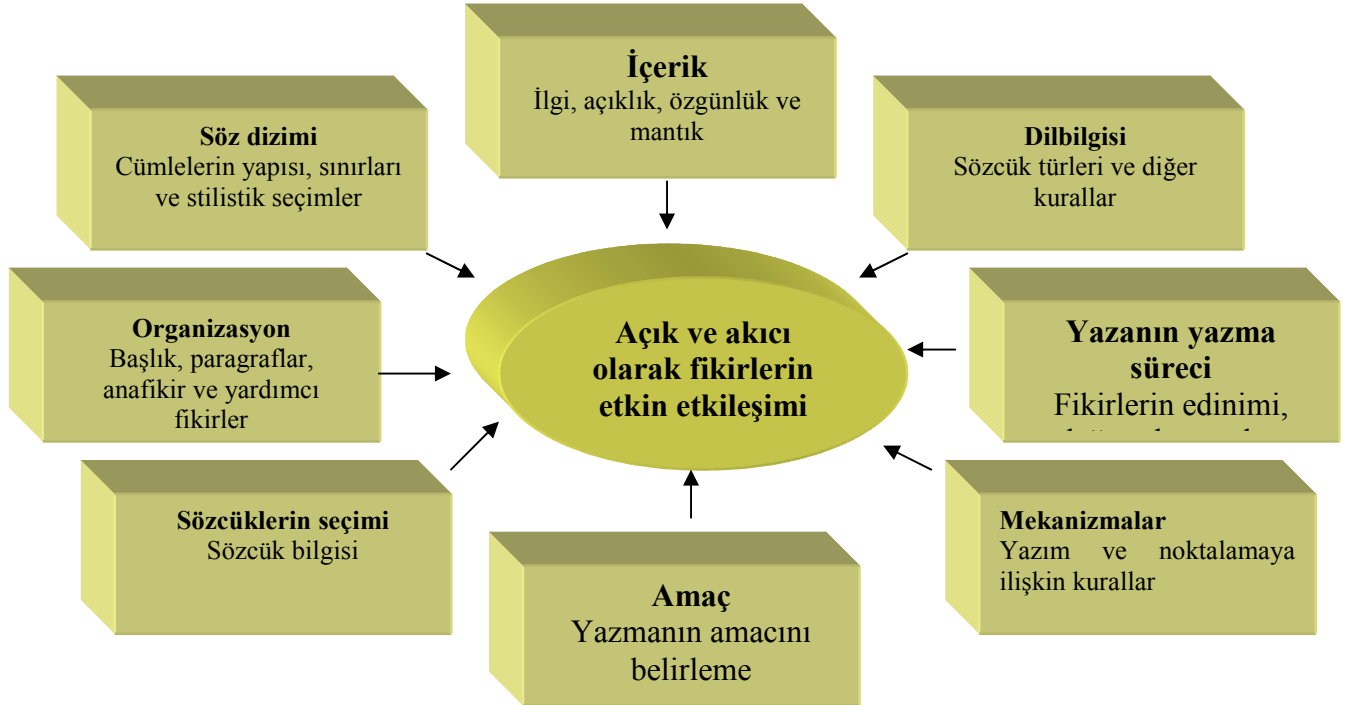 İçerik
İlgi, açıklık, özgünlük ve
mantık
Söz dizimi
Cümlelerin yapısı, sınırları
ve stilistik seçimler
Dilbilgisi
Sözcük türleri ve diğer
kurallar
Organizasyon
Başlık, paragraflar,
anafikir ve yardımcı
fikirler
Açık ve akıcı
olarak fikirlerin
etkin etkileşimi
Yazanın yazma
süreci
Fikirlerin edinimi,
Sözcüklerin seçimi
Sözcük bilgisi
Amaç
Yazmanın amacını
belirleme
Mekanizmalar
Yazım ve noktalamaya
ilişkin kurallar